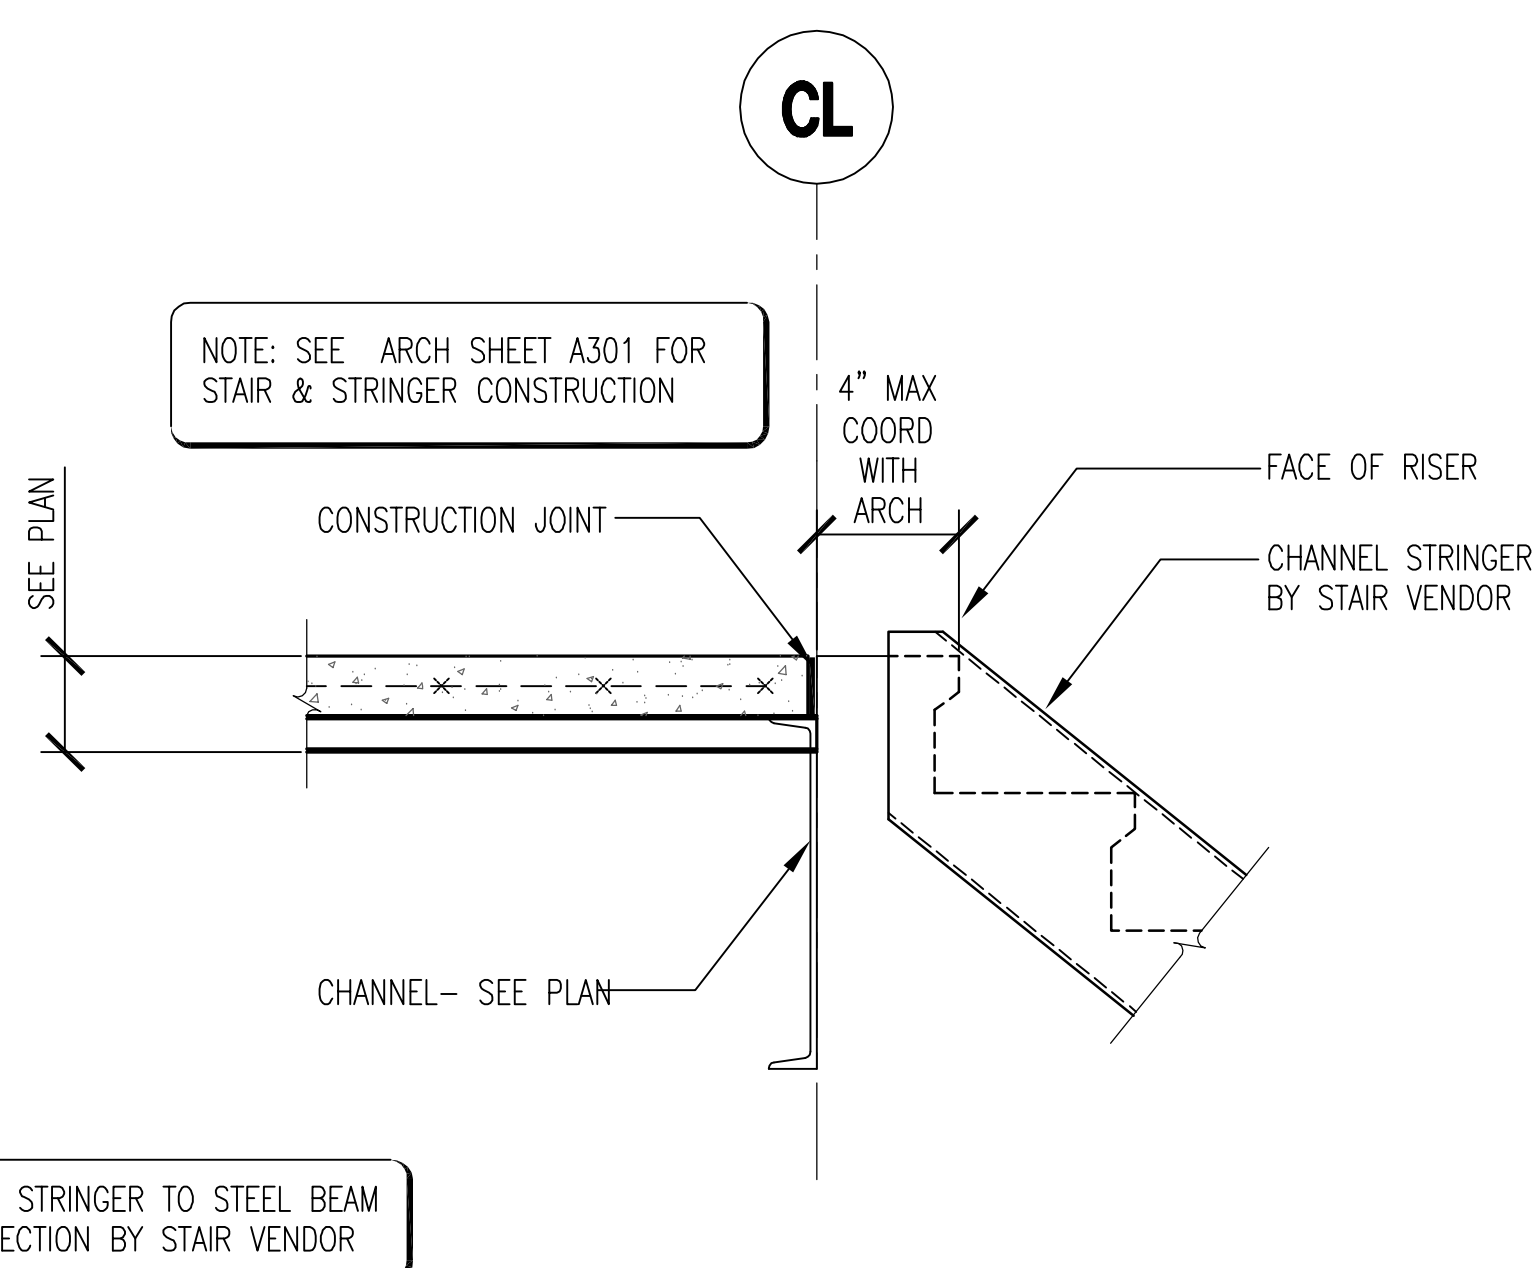 CL
NOTE: SEE ARCH SHEET A301 FOR
STAIR & STRINGER CONSTRUCTION
4" MAX
COORD
WITH
ARCH
FACE OF RISER
CHANNEL STRINGER
BY STAIR VENDOR
CONSTRUCTION JOINT
SEE PLAN
CHANNEL- SEE PLAN
STRINGER TO STEEL BEAM
ECTION BY STAIR VENDOR